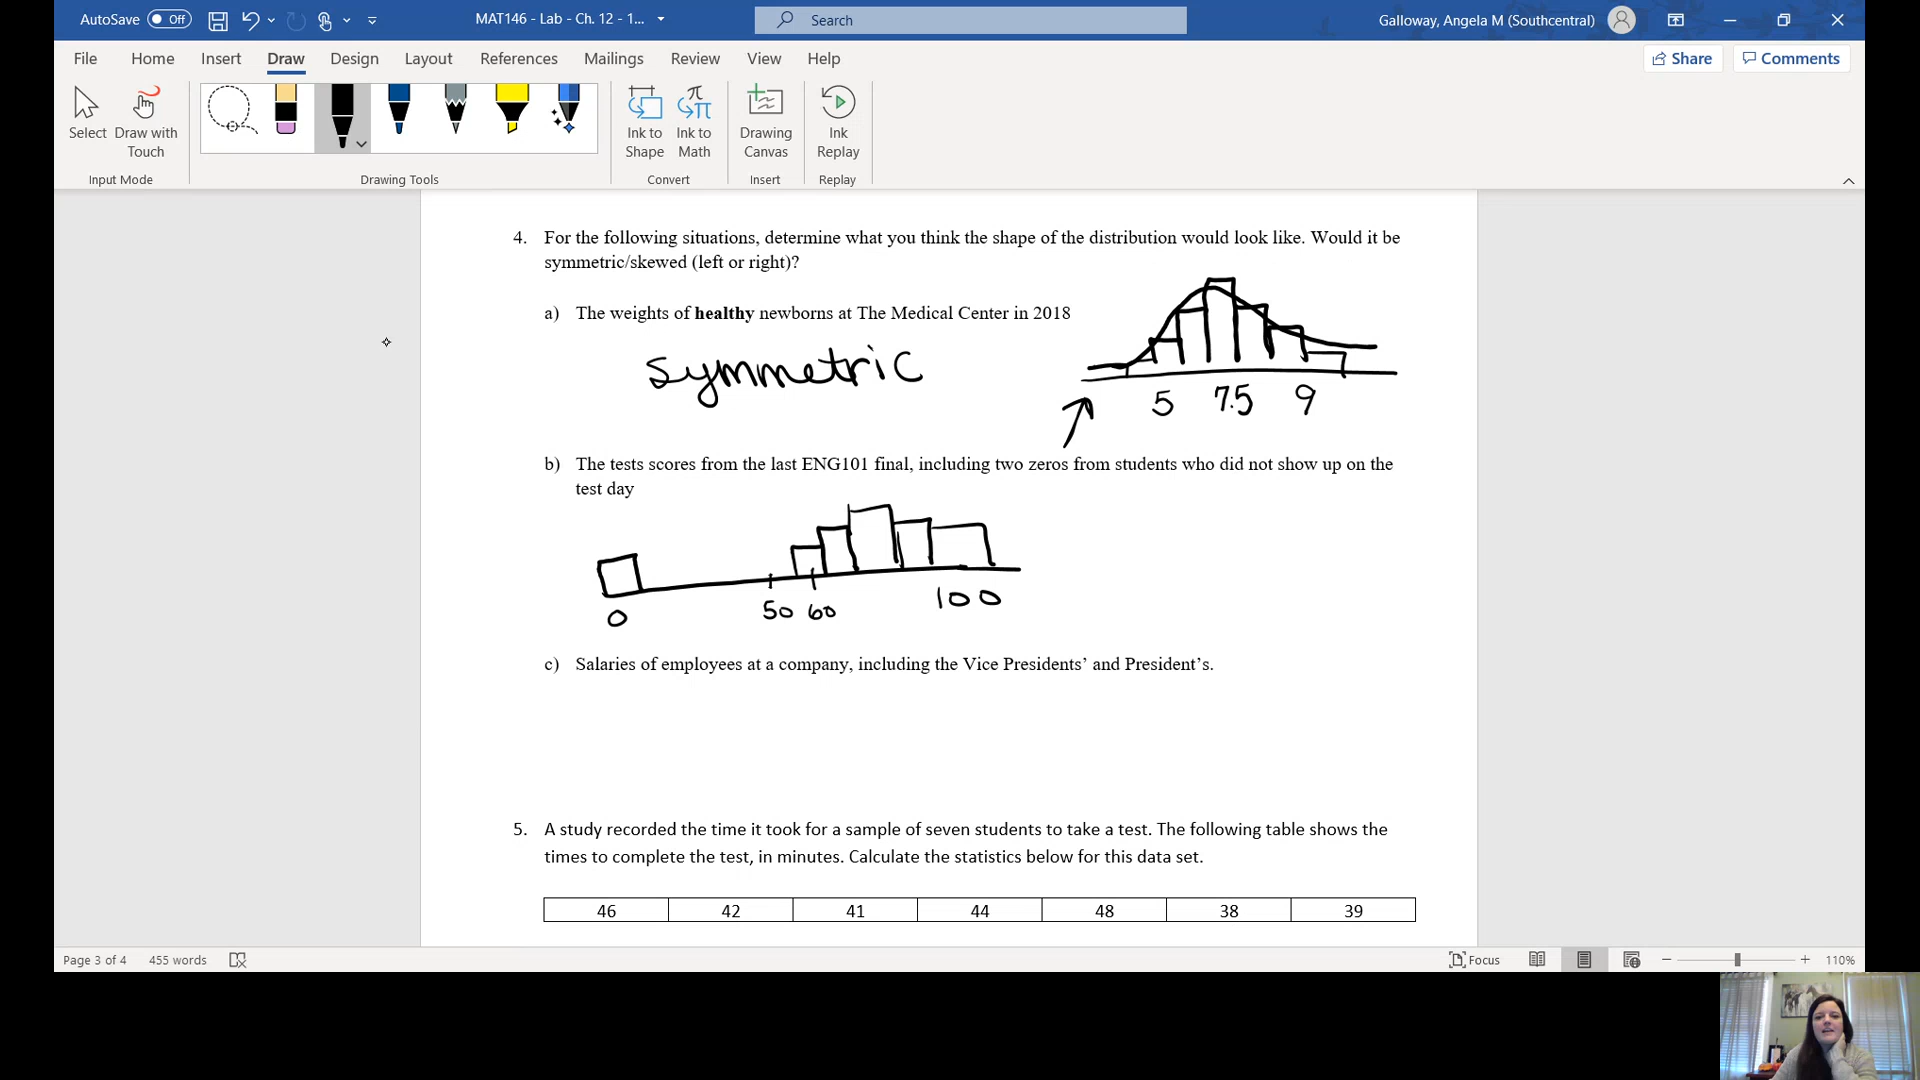 AutoSave Off
MAT146 - Lab - Ch. 12 - 1...
Search
Galloway, Angela M (Southcentral)
File Home Insert Draw Design Layout References Mailings Review View Help
Share Comments
Select
Draw with Touch
Ink to Shape
Ink to Math
Drawing Canvas
Ink Replay
Input Mode Drawing Tools Convert Insert Replay
4. For the following situations, determine what you think the shape of the distribution would look like. Would it be
symmetric/skewed (left or right)?
a) The weights of healthy newborns at The Medical Center in 2018
symmetric
5 7.5 9
b) The tests scores from the last ENG101 final, including two zeros from students who did not show up on the
test day
0 50 60 100
c) Salaries of employees at a company, including the Vice Presidents’ and President’s.
5. A study recorded the time it took for a sample of seven students to take a test. The following table shows the
times to complete the test, in minutes. Calculate the statistics below for this data set.
46 42 41 44 48 38 39
Page 3 of 4 455 words
Focus
110%